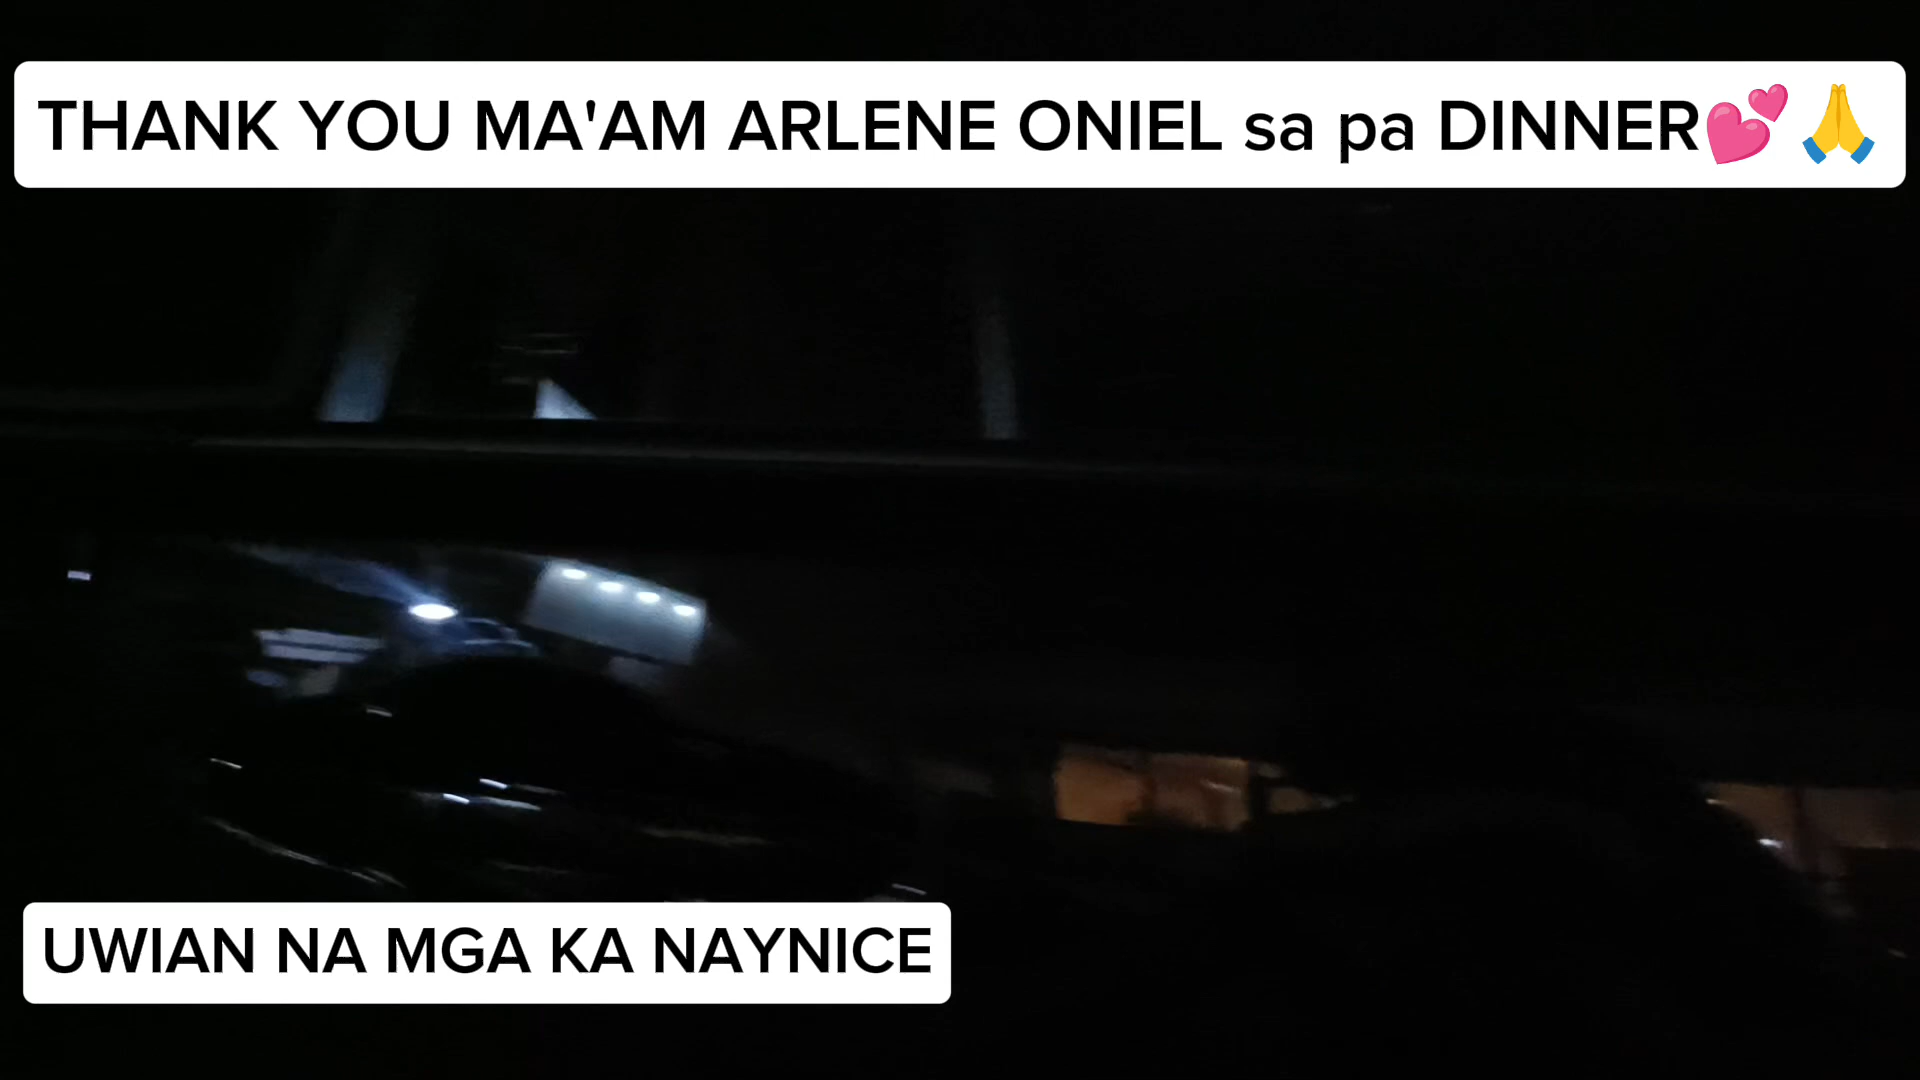 THANK YOU MA'AM ARLENE ONIEL sa pa DINNER💕🙏
UWIAN NA MGA KA NAYNICE